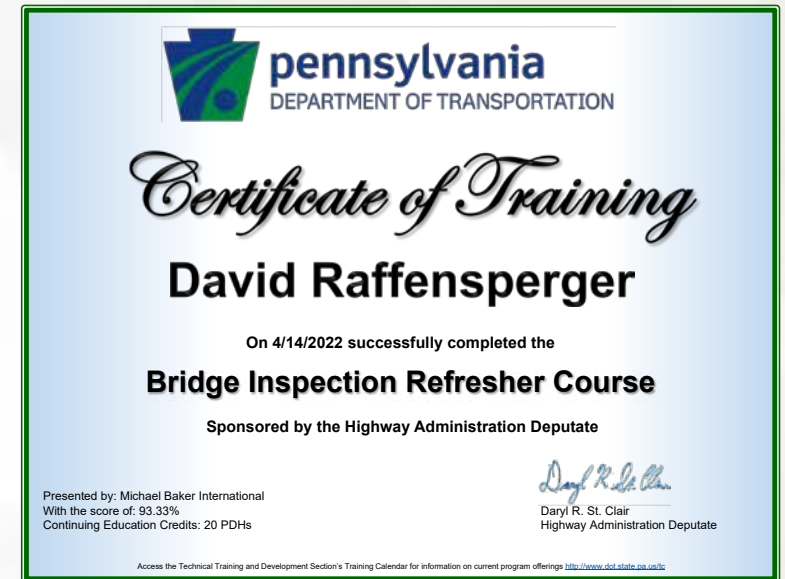 pennsylvania
DEPARTMENT OF TRANSPORTATION
Certificate of Training
David Raffensperger
On 4/14/2022 successfully completed the
Bridge Inspection Refresher Course
Sponsored by the Highway Administration Deputate
Daryl R. St. Clair
Presented by: Michael Baker International
With the score of: 93.33%
Continuing Education Credits: 20 PDHs
Daryl R. St. Clair
Highway Administration Deputate
Access the Technical Training and Development Section's Training Calendar for information on current program offerings http://www.dot.state.pa.us/tc